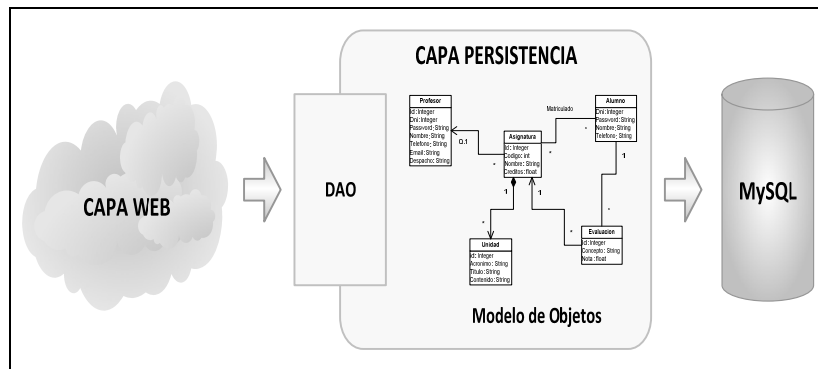 CAPA PERSISTENCIA
CAPA WEB
DAO
Profesor
Id: Integer
Dni: Integer
Password: String
Nombre: String
Telefono: String
Email: String
Despacho: String
0.1
*
Asignatura
Id: Integer
Codigo: int
Nombre: String
Creditos: float
Matriculado
*
*
Alumno
Dni: Integer
Password: String
Nombre: String
Telefono: String
1
*
1
*
1
*
Unidad
Id: Integer
Acronimo: String
Titulo: String
Contenido: String
Evaluacion
Id: Integer
Concepto: String
Nota: float
Modelo de Objetos
MySQL